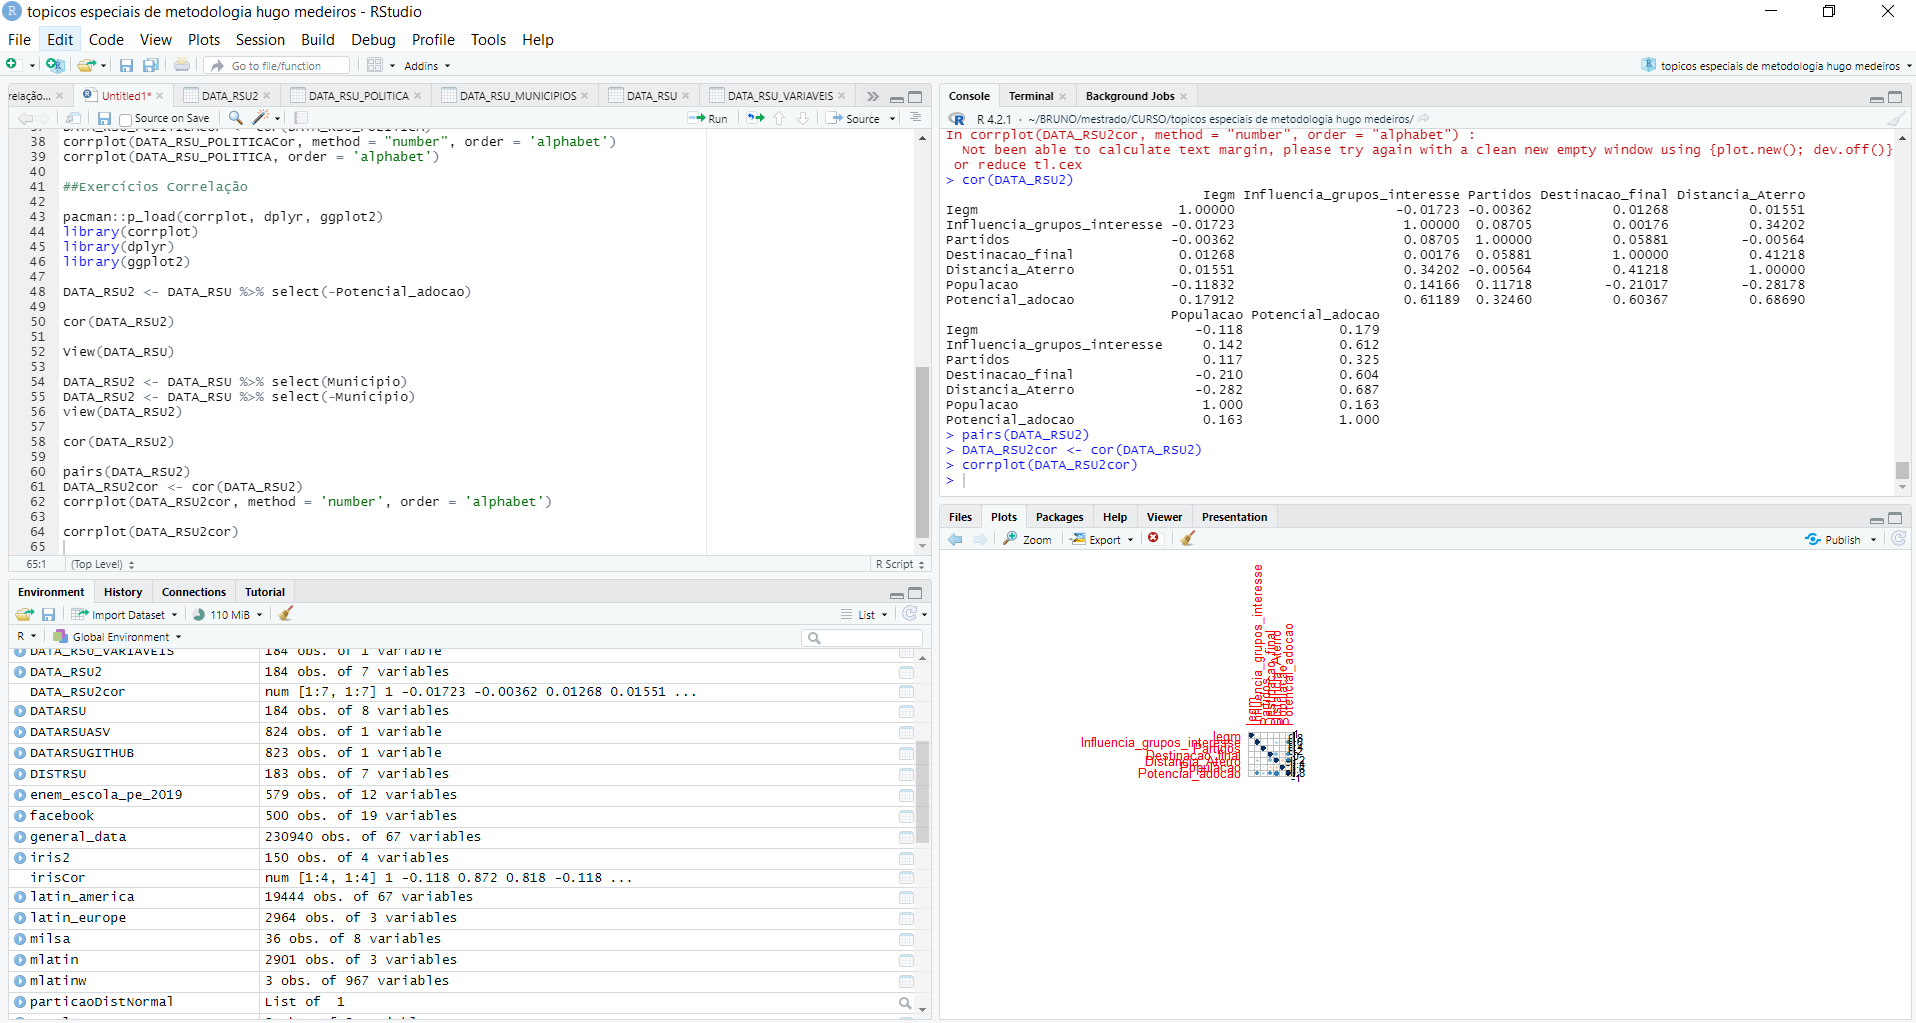 topicos especiais de metodologia hugo medeiros - RStudio
File Edit Code View Plots Session Build Debug Profile Tools Help
Go to file/function Addins topicos especiais de metodologia hugo medeiros
relação... Untitled1* DATA_RSU2 DATA_RSU_POLITICA DATA_RSU_MUNICIPIOS DATA_RSU DATA_RSU_VARIAVEIS
Source on Save Run Source
37 DATA_RSU_POLITICACor <- cor(DATA_RSU_POLITICA)
38 corrplot(DATA_RSU_POLITICACor, method = "number", order = 'alphabet')
39 corrplot(DATA_RSU_POLITICA, order = 'alphabet')
40
41 ##Exercícios Correlação
42
43 pacman::p_load(corrplot, dplyr, ggplot2)
44 library(corrplot)
45 library(dplyr)
46 library(ggplot2)
47
48 DATA_RSU2 <- DATA_RSU %>% select(-Potencial_adocao)
49
50 cor(DATA_RSU2)
51
52 View(DATA_RSU)
53
54 DATA_RSU2 <- DATA_RSU %>% select(Municipio)
55 DATA_RSU2 <- DATA_RSU %>% select(-Municipio)
56 view(DATA_RSU2)
57
58 cor(DATA_RSU2)
59
60 pairs(DATA_RSU2)
61 DATA_RSU2cor <- cor(DATA_RSU2)
62 corrplot(DATA_RSU2cor, method = 'number', order = 'alphabet')
63
64 corrplot(DATA_RSU2cor)
65
65:1 (Top Level) R Script
Environment History Connections Tutorial
Import Dataset 110 MiB List
R Global Environment
DATA_RSU_VARIAVEIS 184 obs. of 1 variable
DATA_RSU2 184 obs. of 7 variables
DATA_RSU2cor num [1:7, 1:7] 1 -0.01723 -0.00362 0.01268 0.01551 ...
DATARSU 184 obs. of 8 variables
DATARSUASV 824 obs. of 1 variable
DATARSUGITHUB 823 obs. of 1 variable
DISTRSU 183 obs. of 7 variables
enem_escola_pe_2019 579 obs. of 12 variables
facebook 500 obs. of 19 variables
general_data 230940 obs. of 67 variables
iris2 150 obs. of 4 variables
iriscor num [1:4, 1:4] 1 -0.118 0.872 0.818 -0.118 ...
latin_america 19444 obs. of 67 variables
latin_europe 2964 obs. of 3 variables
milsa 36 obs. of 8 variables
mlatin 2901 obs. of 3 variables
mlatinw 3 obs. of 967 variables
particaoDistNormal List of 1
Console Terminal Background Jobs
R 4.2.1 · ~/BRUNO/mestrado/CURSO/topicos especiais de metodologia hugo medeiros/
In corrplot(DATA_RSU2cor, method = "number", order = "alphabet") :
Not been able to calculate text margin, please try again with a clean new empty window using {plot.new(); dev.off()}
or reduce tl.cex
> cor(DATA_RSU2)
Iegm Influencia_grupos_interesse Partidos Destinacao_final Distancia_Aterro
Iegm 1.00000 -0.01723 -0.00362 0.01268 0.01551
Influencia_grupos_interesse -0.01723 1.00000 0.08705 0.00176 0.34202
Partidos -0.00362 0.08705 1.00000 0.05881 -0.00564
Destinacao_final 0.01268 0.00176 0.05881 1.00000 0.41218
Distancia_Aterro 0.01551 0.34202 -0.00564 0.41218 1.00000
Populacao -0.11832 0.14166 0.11718 -0.21017 -0.28178
Potencial_adocao 0.17912 0.61189 0.32460 0.60367 0.68690
Populacao Potencial_adocao
Iegm -0.118 0.179
Influencia_grupos_interesse 0.142 0.612
Partidos 0.117 0.325
Destinacao_final -0.210 0.604
Distancia_Aterro -0.282 0.687
Populacao 1.000 0.163
Potencial_adocao 0.163 1.000
> pairs(DATA_RSU2)
> DATA_RSU2cor <- cor(DATA_RSU2)
> corrplot(DATA_RSU2cor)
>
Files Plots Packages Help Viewer Presentation
Zoom Export Publish
Iegm
Influencia_grupos_interesse
Partidos
Destinacao_final
Distancia_Aterro
Populacao
Potencial_adocao
Iegm
Influencia_grupos_interesse
Partidos
Destinacao_final
Distancia_Aterro
Populacao
Potencial_adocao